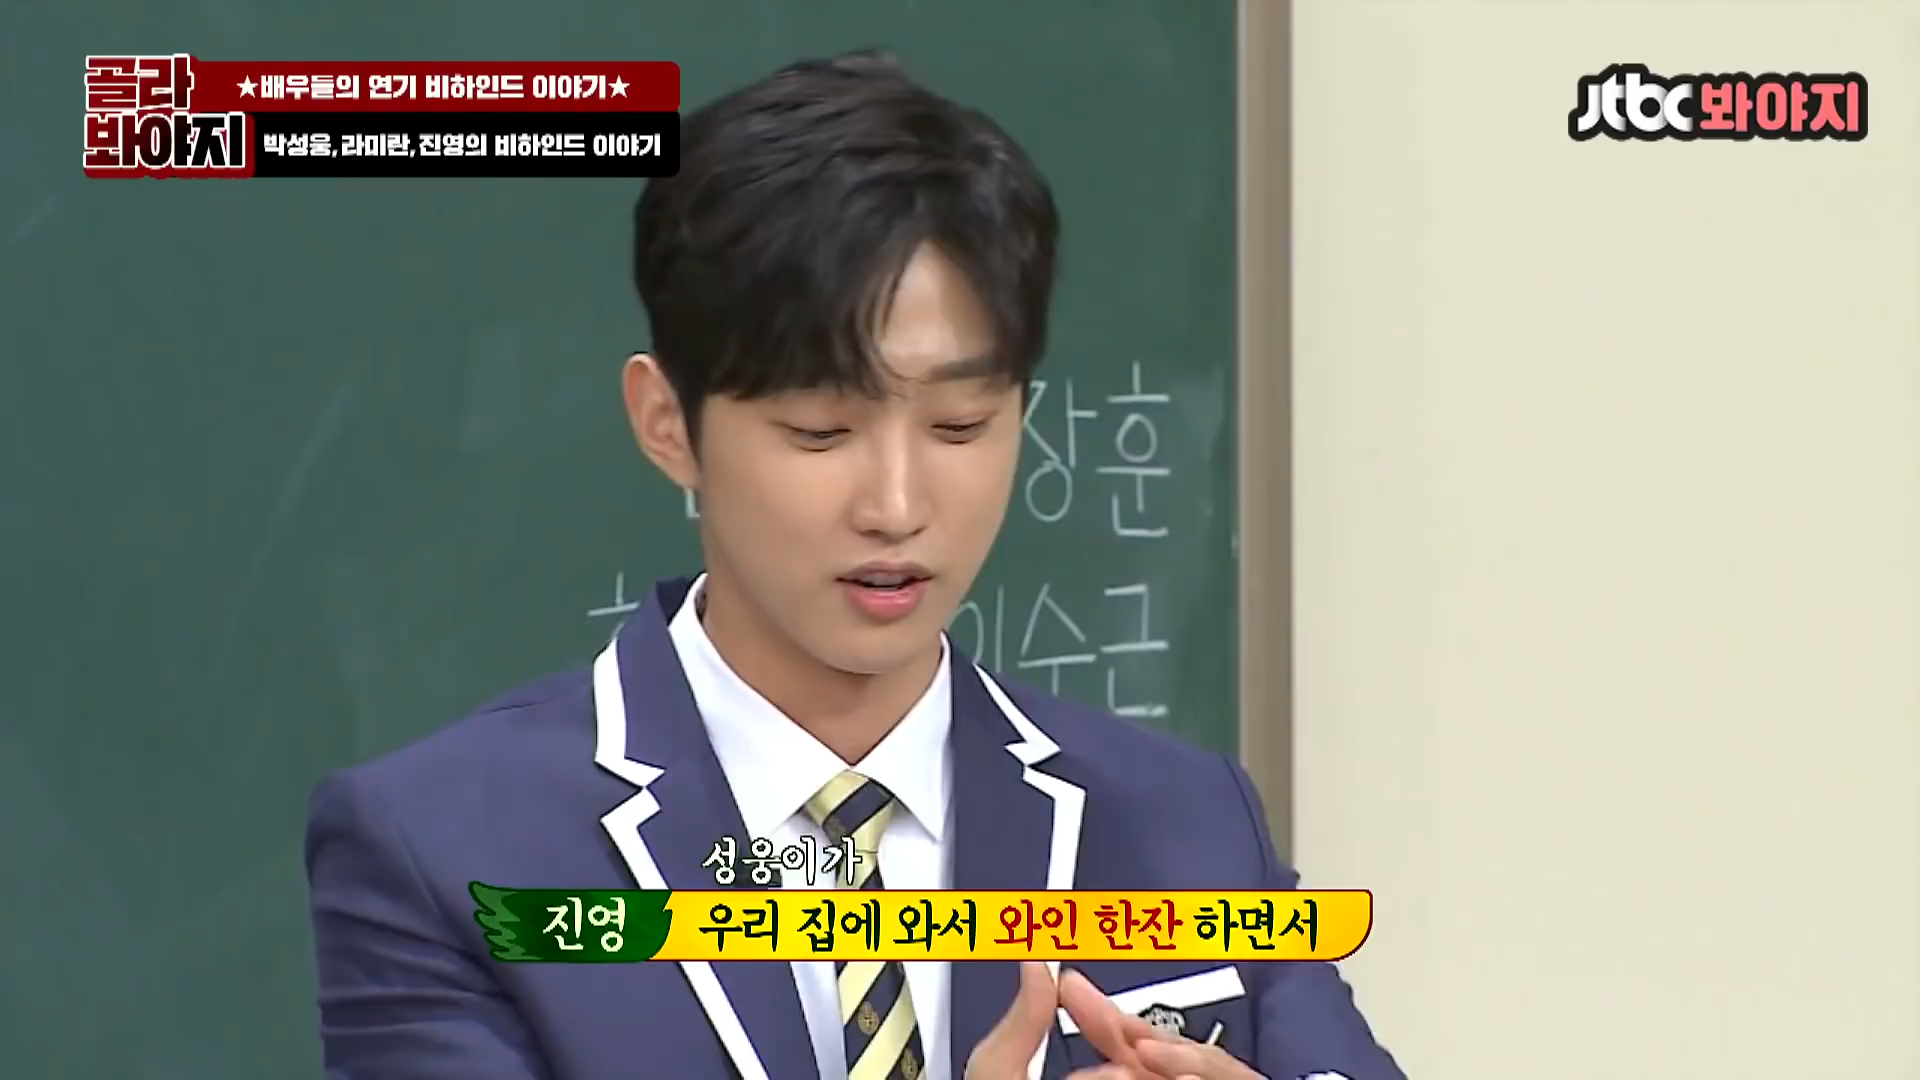 골라
봐야지
★배우들의 연기 비하인드 이야기★
박성웅,라미란,진영의 비하인드 이야기
jtbc 봐야지
장훈
이수근
성웅이가
진영 우리 집에 와서 와인 한잔 하면서